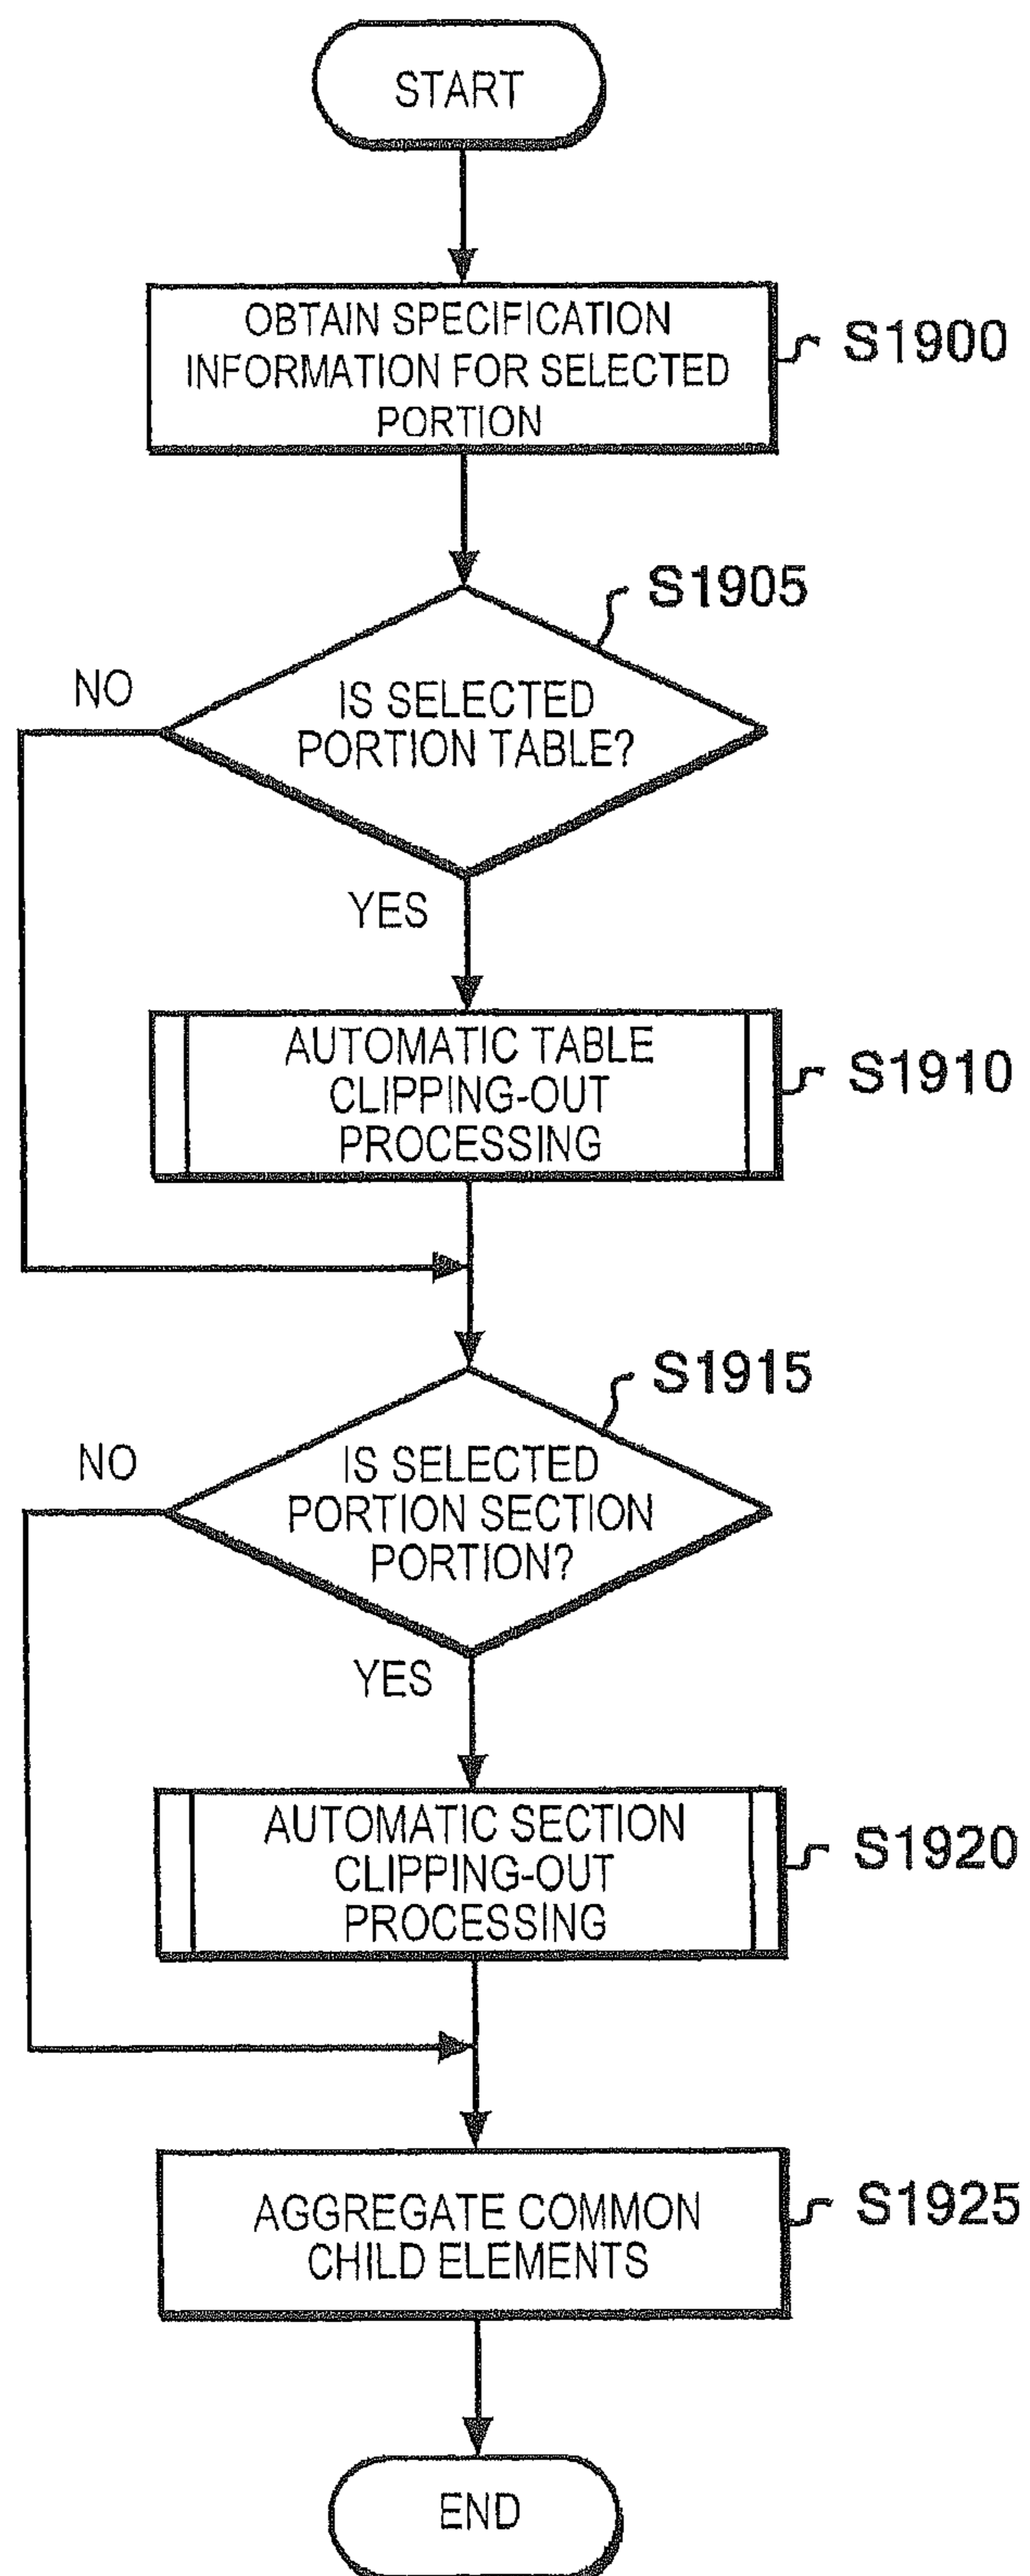 START
OBTAIN SPECIFICATION
INFORMATION FOR SELECTED
PORTION
S1900
S1905
NO
IS SELECTED
PORTION TABLE?
YES
AUTOMATIC TABLE
CLIPPING-OUT
PROCESSING
S1910
S1915
NO
IS SELECTED
PORTION SECTION
PORTION?
YES
AUTOMATIC SECTION
CLIPPING-OUT
PROCESSING
S1920
AGGREGATE COMMON
CHILD ELEMENTS
S1925
END